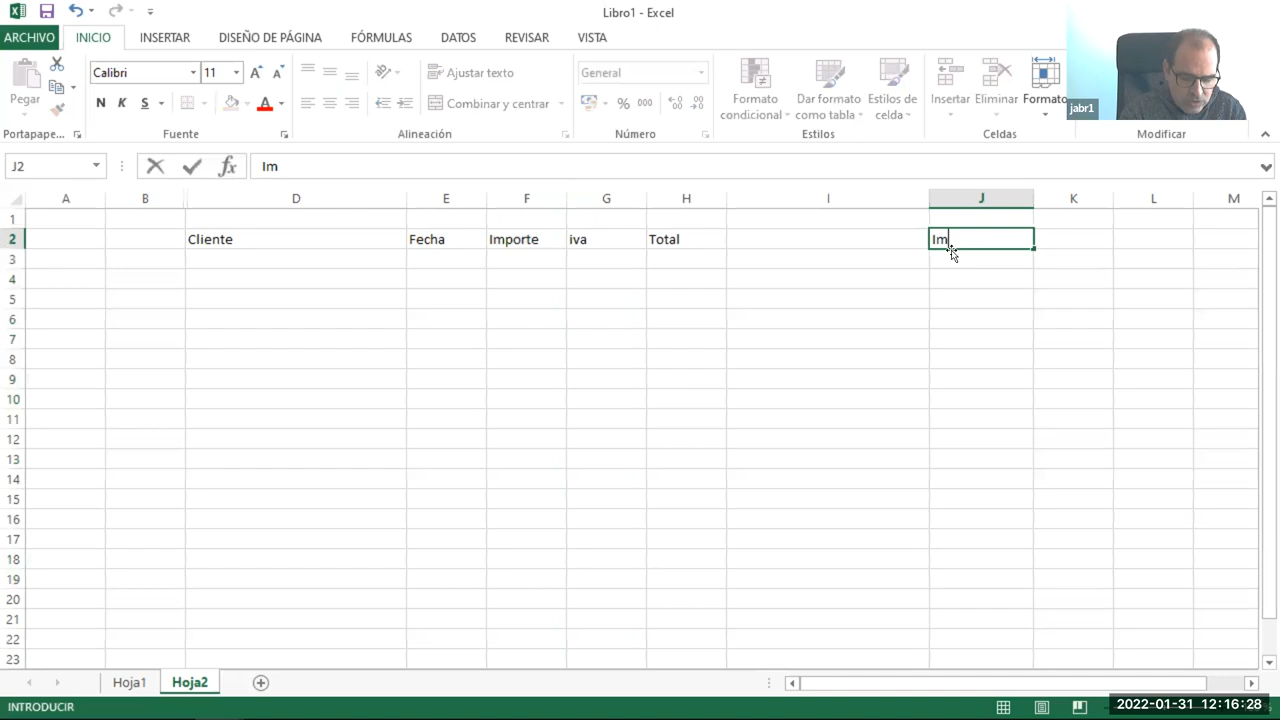 Libro1 - Excel
ARCHIVO INICIO INSERTAR DISEÑO DE PÁGINA FÓRMULAS DATOS REVISAR VISTA
Pegar
Calibri 11
N K S
A A
Ajustar texto
Combinar y centrar
General
% 000
Formato condicional
Dar formato como tabla
Estilos de celda
Insertar Eliminar Formato
Portapape... Fuente Alineación Número Estilos Celdas Modificar
jabr1
J2 fx Im
A B D E F G H I J K L M
1
2 Cliente Fecha Importe iva Total Im
3
4
5
6
7
8
9
10
11
12
13
14
15
16
17
18
19
20
21
22
23
Hoja1 Hoja2
INTRODUCIR
2022-01-31 12:16:28